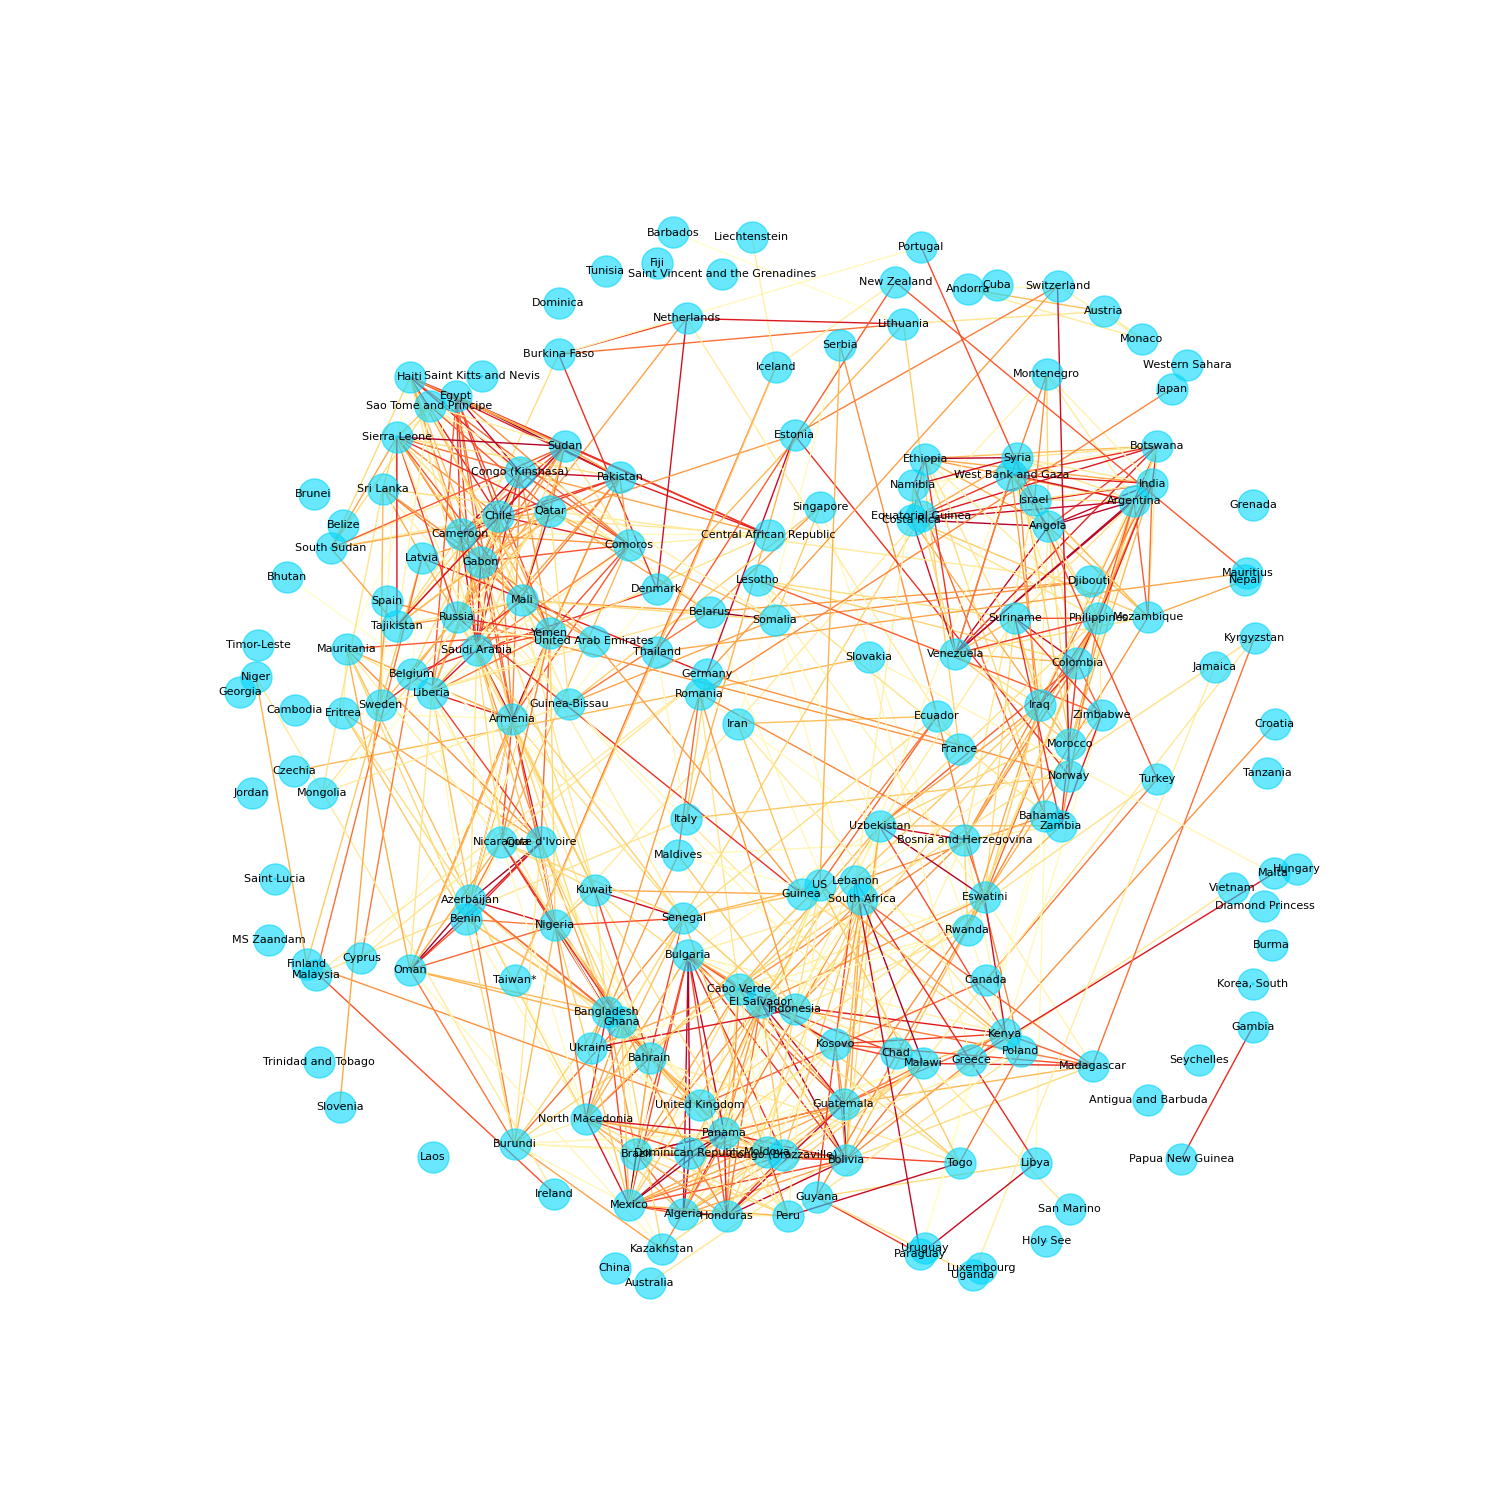 Barbados
Liechtenstein
Portugal
Fiji
Tunisia
Saint Vincent and the Grenadines
New Zealand
Andorra
Cuba
Switzerland
Dominica
Netherlands
Lithuania
Austria
Monaco
Serbia
Burkina Faso
Iceland
Western Sahara
Haiti
Saint Kitts and Nevis
Montenegro
Japan
Egypt
Sao Tome and Principe
Sierra Leone
Estonia
Sudan
Botswana
Ethiopia
Syria
Congo (Kinshasa)
Pakistan
West Bank and Gaza
Namibia
India
Sri Lanka
Brunei
Israel
Argentina
Grenada
Singapore
Qatar
Chile
Equatorial Guinea
Costa Rica
Belize
Angola
Cameroon
Central African Republic
South Sudan
Comoros
Latvia
Gabon
Bhutan
Mauritius
Nepal
Lesotho
Djibouti
Denmark
Spain
Mali
Belarus
Russia
Somalia
Suriname
Philippines
Mozambique
Tajikistan
Yemen
United Arab Emirates
Kyrgyzstan
Timor-Leste
Mauritania
Saudi Arabia
Thailand
Slovakia
Venezuela
Colombia
Jamaica
Niger
Belgium
Germany
Georgia
Liberia
Romania
Sweden
Guinea-Bissau
Iraq
Cambodia
Eritrea
Armenia
Iran
Ecuador
Zimbabwe
Croatia
France
Morocco
Czechia
Norway
Turkey
Tanzania
Jordan
Mongolia
Italy
Bahamas
Uzbekistan
Zambia
Nicaragua
Cote d'Ivoire
Bosnia and Herzegovina
Maldives
Hungary
Malta
Saint Lucia
Lebanon
US
Vietnam
Kuwait
Guinea
South Africa
Eswatini
Azerbaijan
Diamond Princess
Benin
Senegal
Nigeria
Rwanda
MS Zaandam
Burma
Bulgaria
Cyprus
Finland
Oman
Malaysia
Taiwan*
Canada
Korea, South
Cabo Verde
El Salvador
Indonesia
Bangladesh
Ghana
Gambia
Kenya
Ukraine
Kosovo
Poland
Chad
Bahrain
Trinidad and Tobago
Malawi
Greece
Seychelles
Madagascar
Antigua and Barbuda
Slovenia
United Kingdom
Guatemala
North Macedonia
Panama
Burundi
Brazil
Dominican Republic
Moldova
Congo (Brazzaville)
Laos
Bolivia
Togo
Libya
Papua New Guinea
Ireland
Guyana
Mexico
San Marino
Algeria
Honduras
Peru
Holy See
Kazakhstan
Uruguay
Paraguay
China
Luxembourg
Uganda
Australia